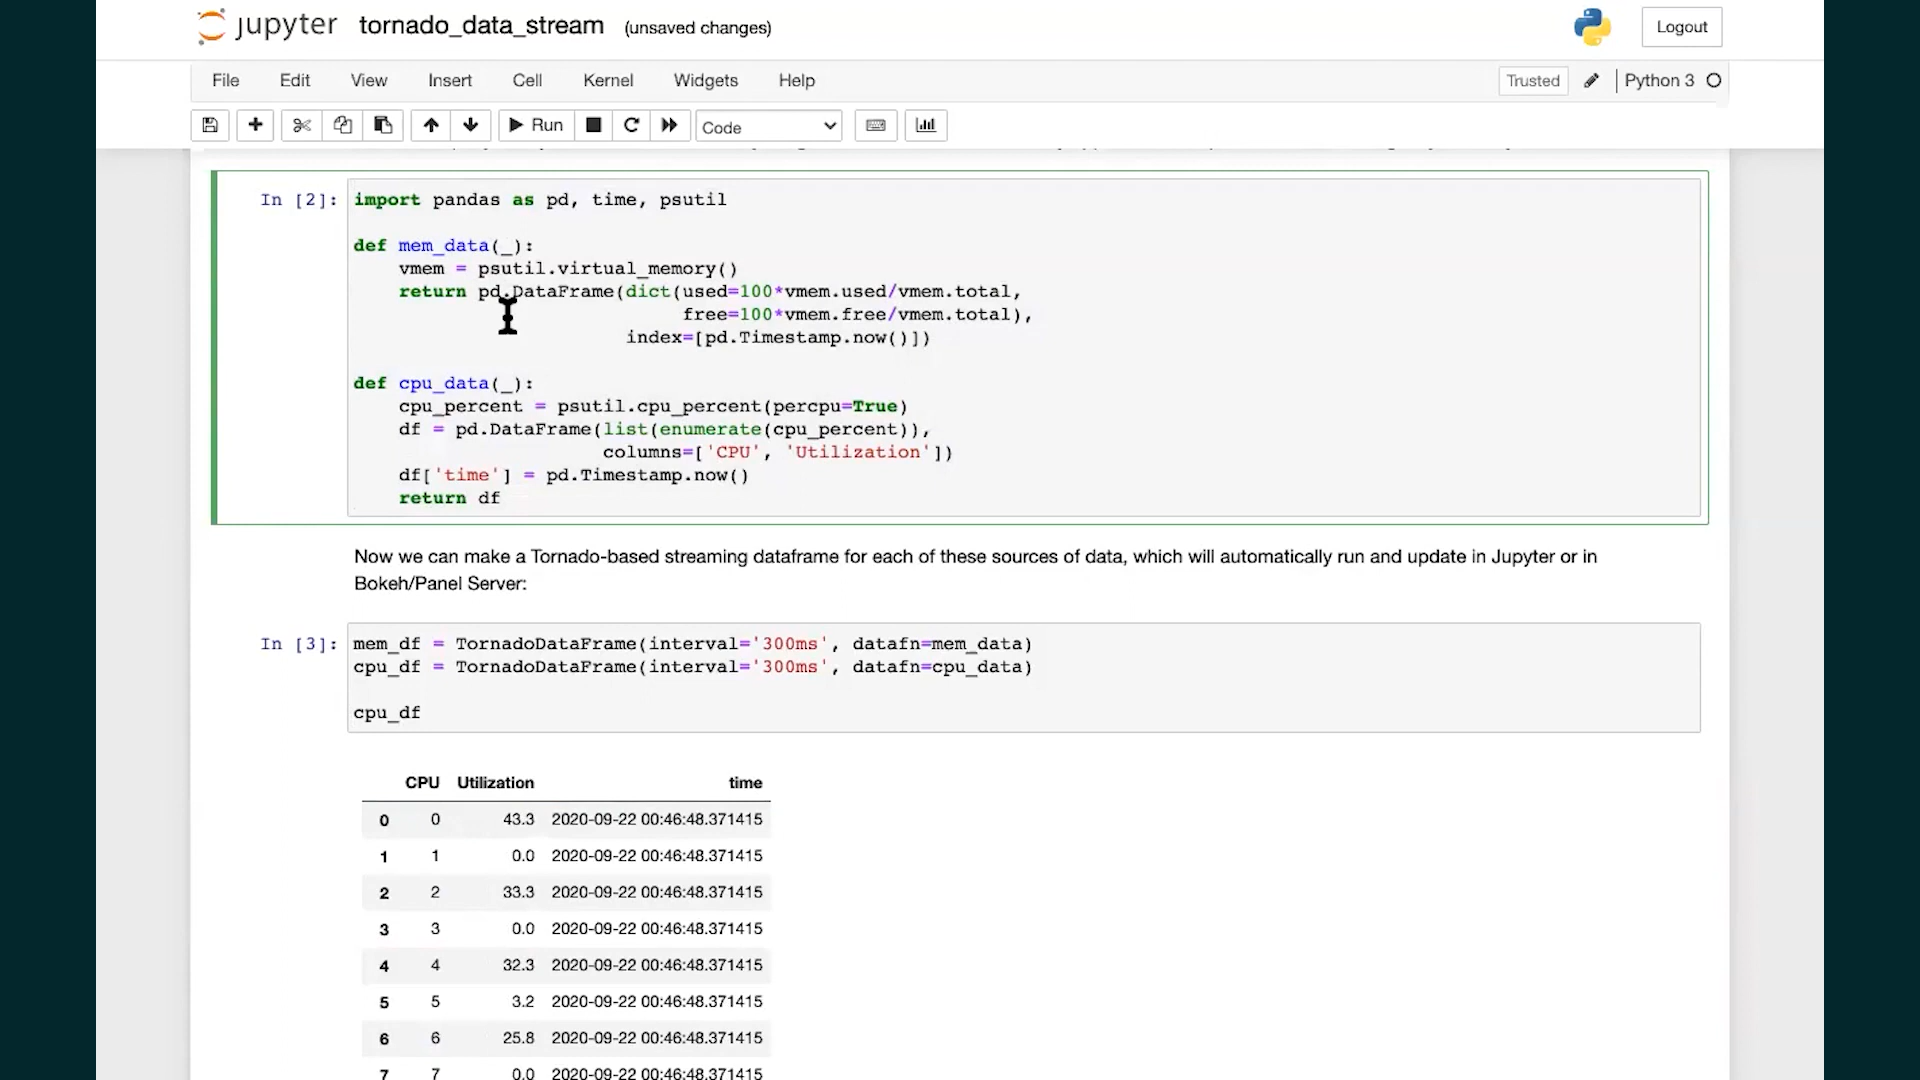 jupyter tornado_data_stream (unsaved changes) Logout
File Edit View Insert Cell Kernel Widgets Help Trusted Python 3
Run Code
In [2]: import pandas as pd, time, psutil
def mem_data(_):
vmem = psutil.virtual_memory()
return pd.DataFrame(dict(used=100*vmem.used/vmem.total,
free=100*vmem.free/vmem.total),
index=[pd.Timestamp.now()])
def cpu_data(_):
cpu_percent = psutil.cpu_percent(percpu=True)
df = pd.DataFrame(list(enumerate(cpu_percent)),
columns=['CPU', 'Utilization'])
df['time'] = pd.Timestamp.now()
return df
Now we can make a Tornado-based streaming dataframe for each of these sources of data, which will automatically run and update in Jupyter or in
Bokeh/Panel Server:
In [3]: mem_df = TornadoDataFrame(interval='300ms', datafn=mem_data)
cpu_df = TornadoDataFrame(interval='300ms', datafn=cpu_data)
cpu_df
CPU Utilization time
0 0 43.3 2020-09-22 00:46:48.371415
1 1 0.0 2020-09-22 00:46:48.371415
2 2 33.3 2020-09-22 00:46:48.371415
3 3 0.0 2020-09-22 00:46:48.371415
4 4 32.3 2020-09-22 00:46:48.371415
5 5 3.2 2020-09-22 00:46:48.371415
6 6 25.8 2020-09-22 00:46:48.371415
7 7 0.0 2020-09-22 00:46:48.371415